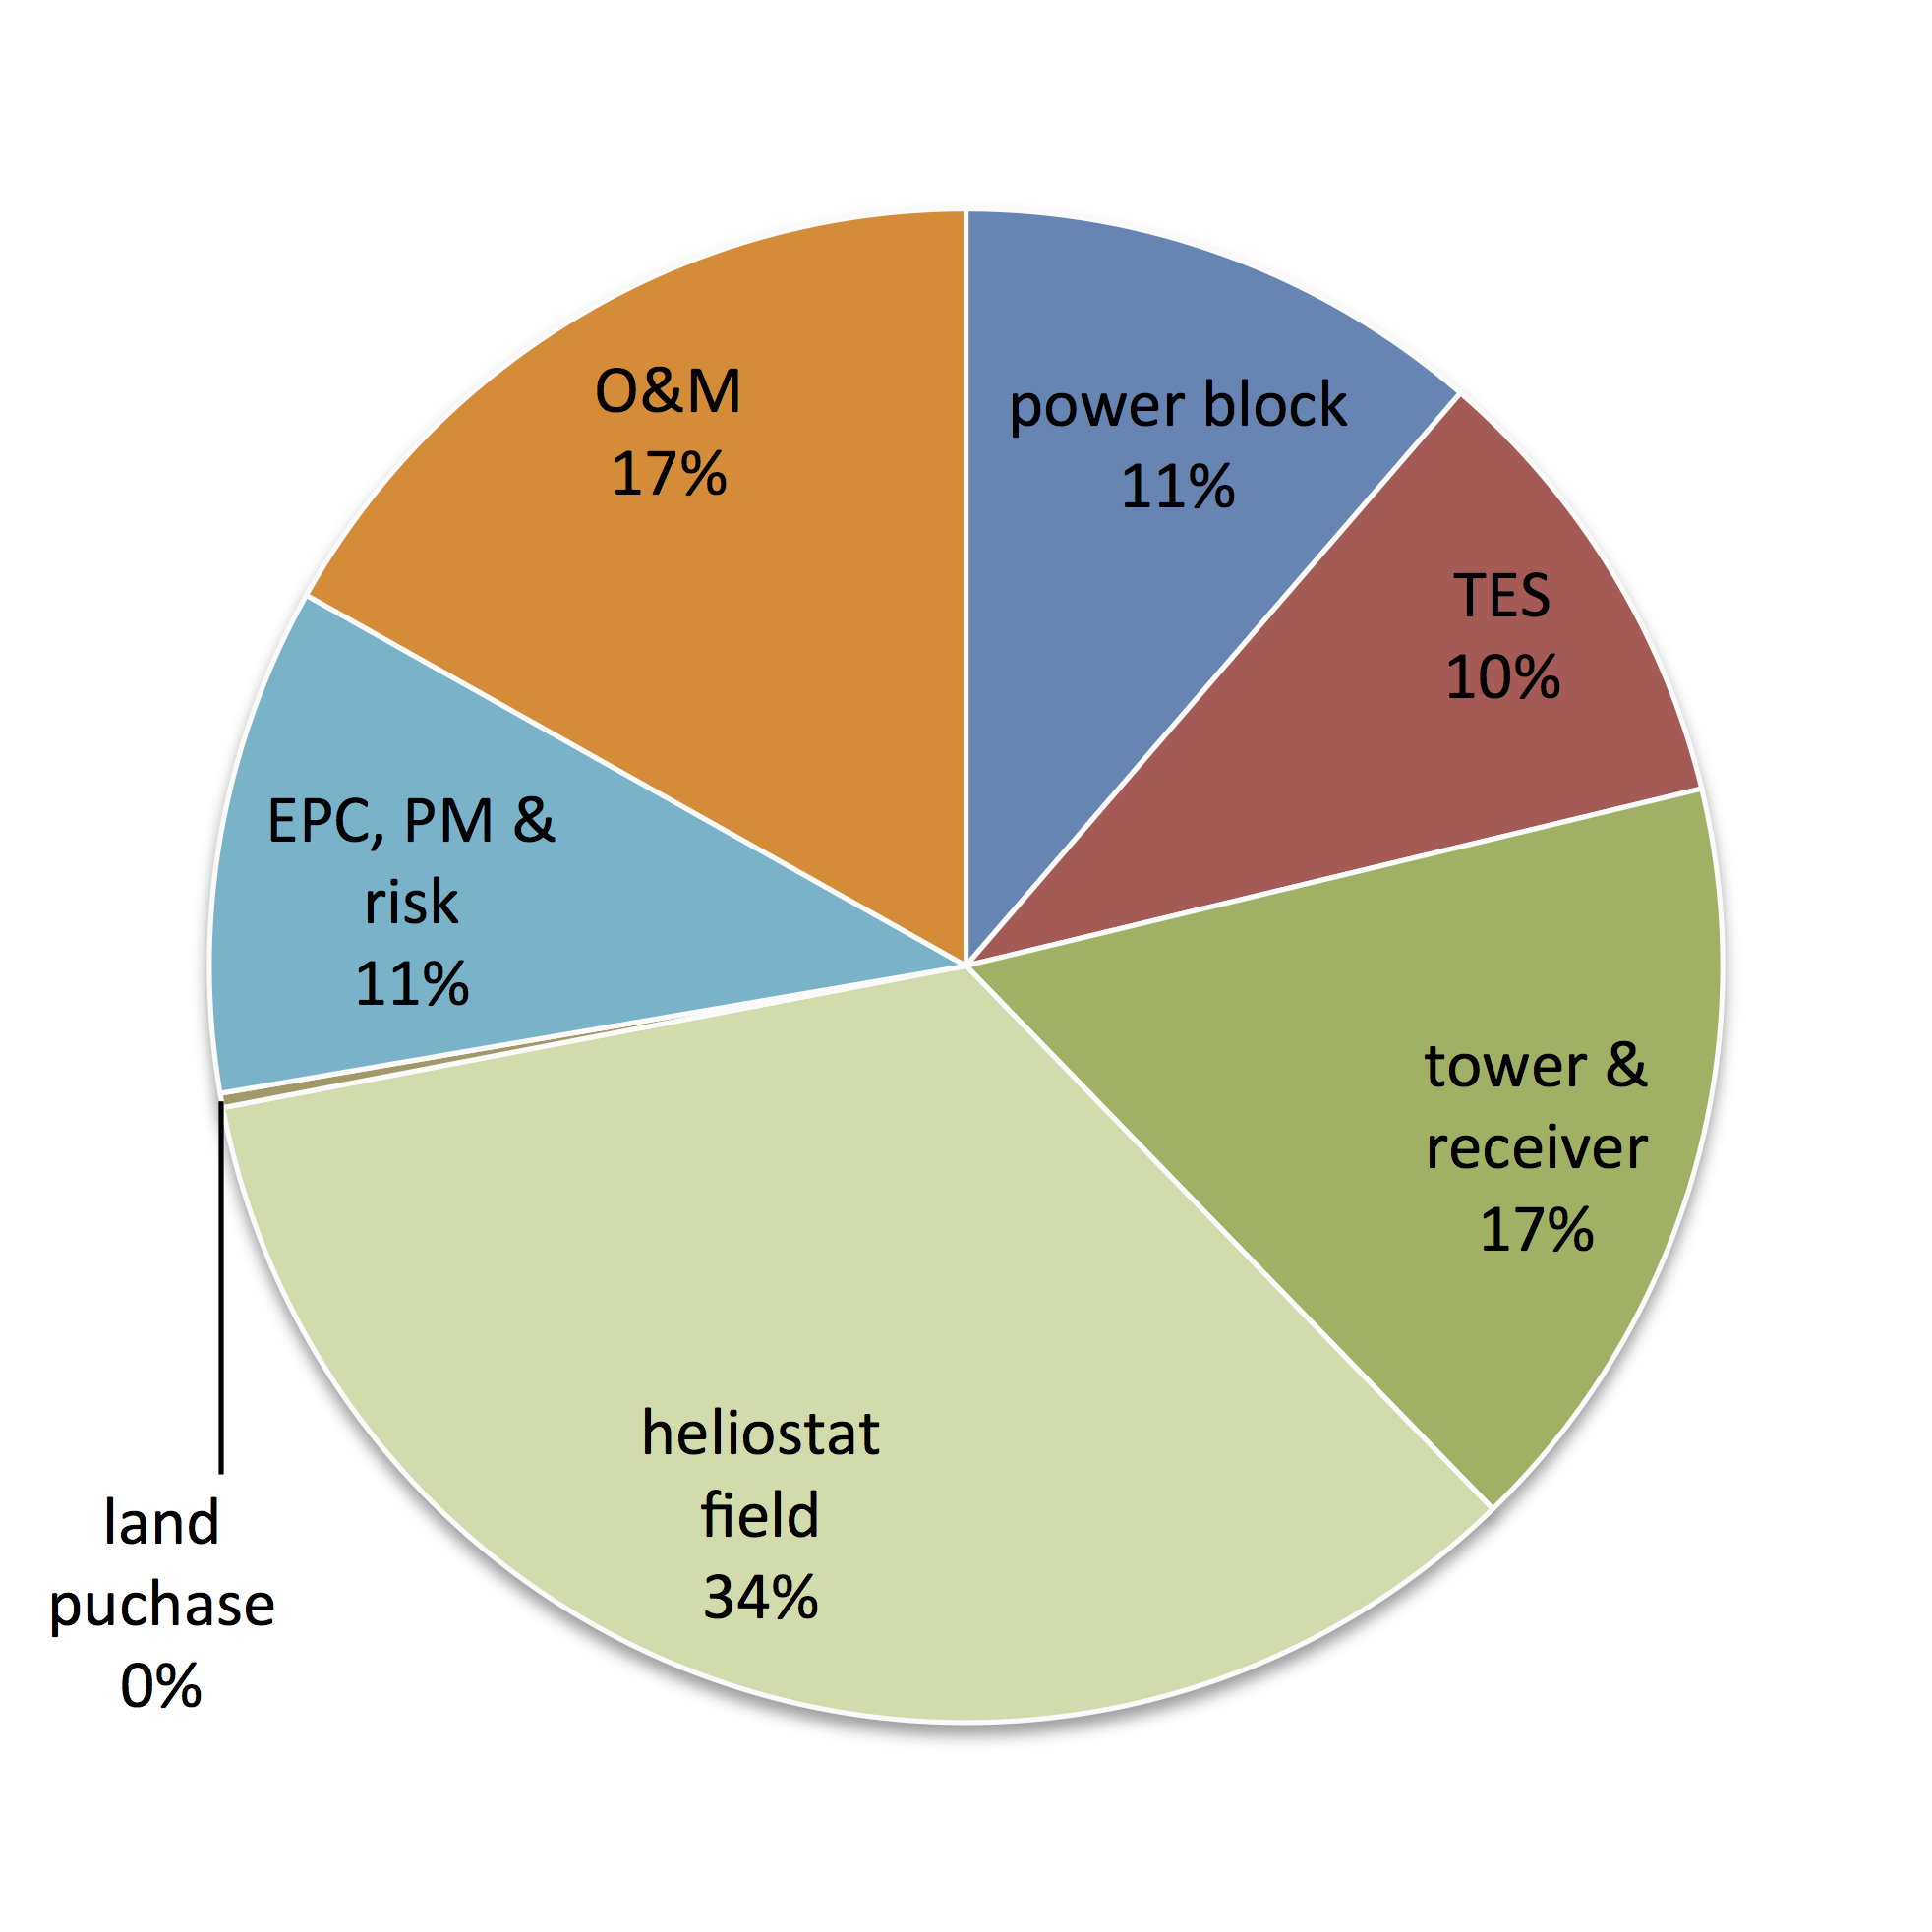 power block
11%
TES
10%
tower &
receiver
17%
heliostat
field
34%
land
puchase
0%
EPC, PM &
risk
11%
O&M
17%